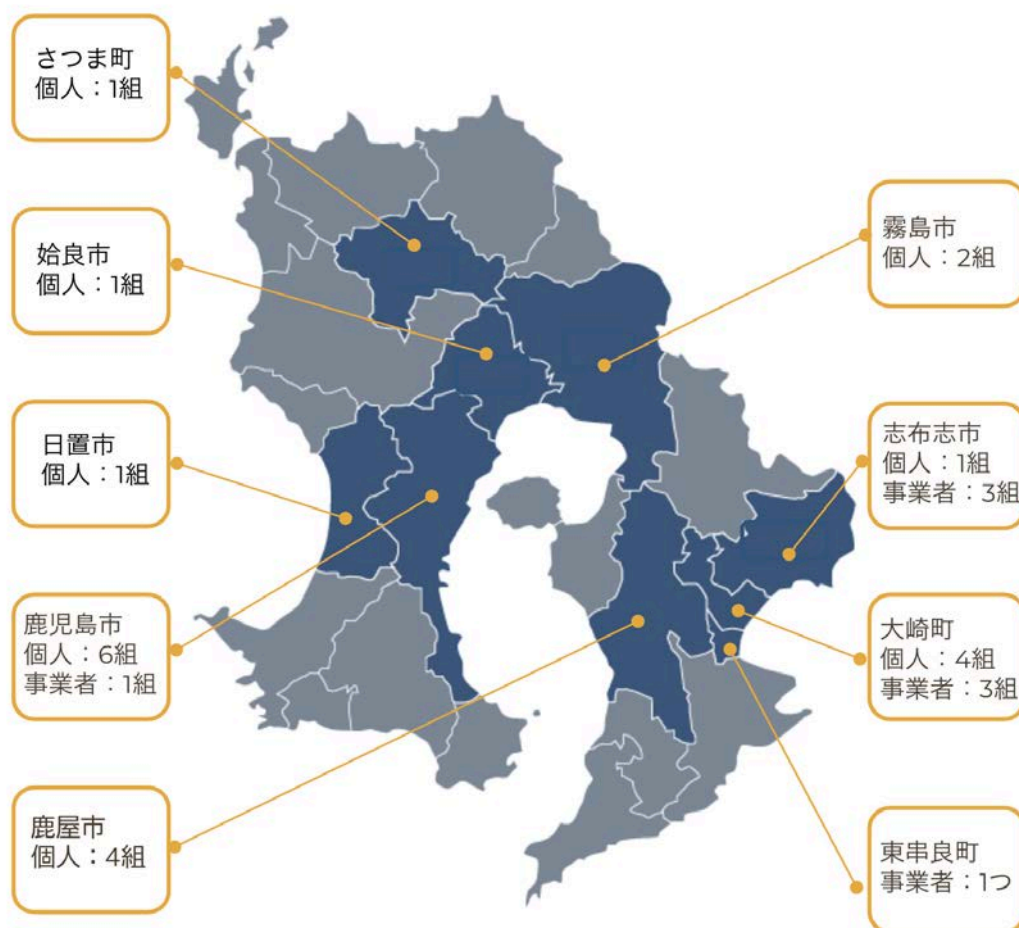 さつま町
個人：1組
姶良市
個人：1組
日置市
個人：1組
鹿児島市
個人：6組
事業者：1組
鹿屋市
個人：4組
霧島市
個人：2組
志布志市
個人：1組
事業者：3組
大崎町
個人：4組
事業者：3組
東串良町
事業者：1つ